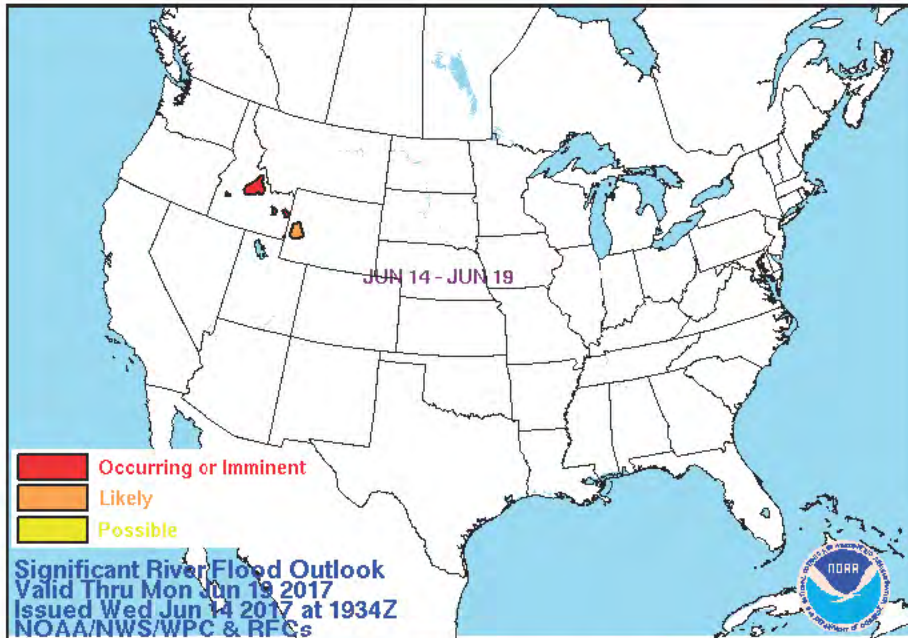 JUN 14 - JUN 19
Occurring or Imminent
Likely
Possible
Significant River Flood Outlook
Valid Thru Mon Jun 19 2017
Issued Wed Jun 14 2017 at 1934Z
NOAA/NWS/WPC & RFCs
NOAA